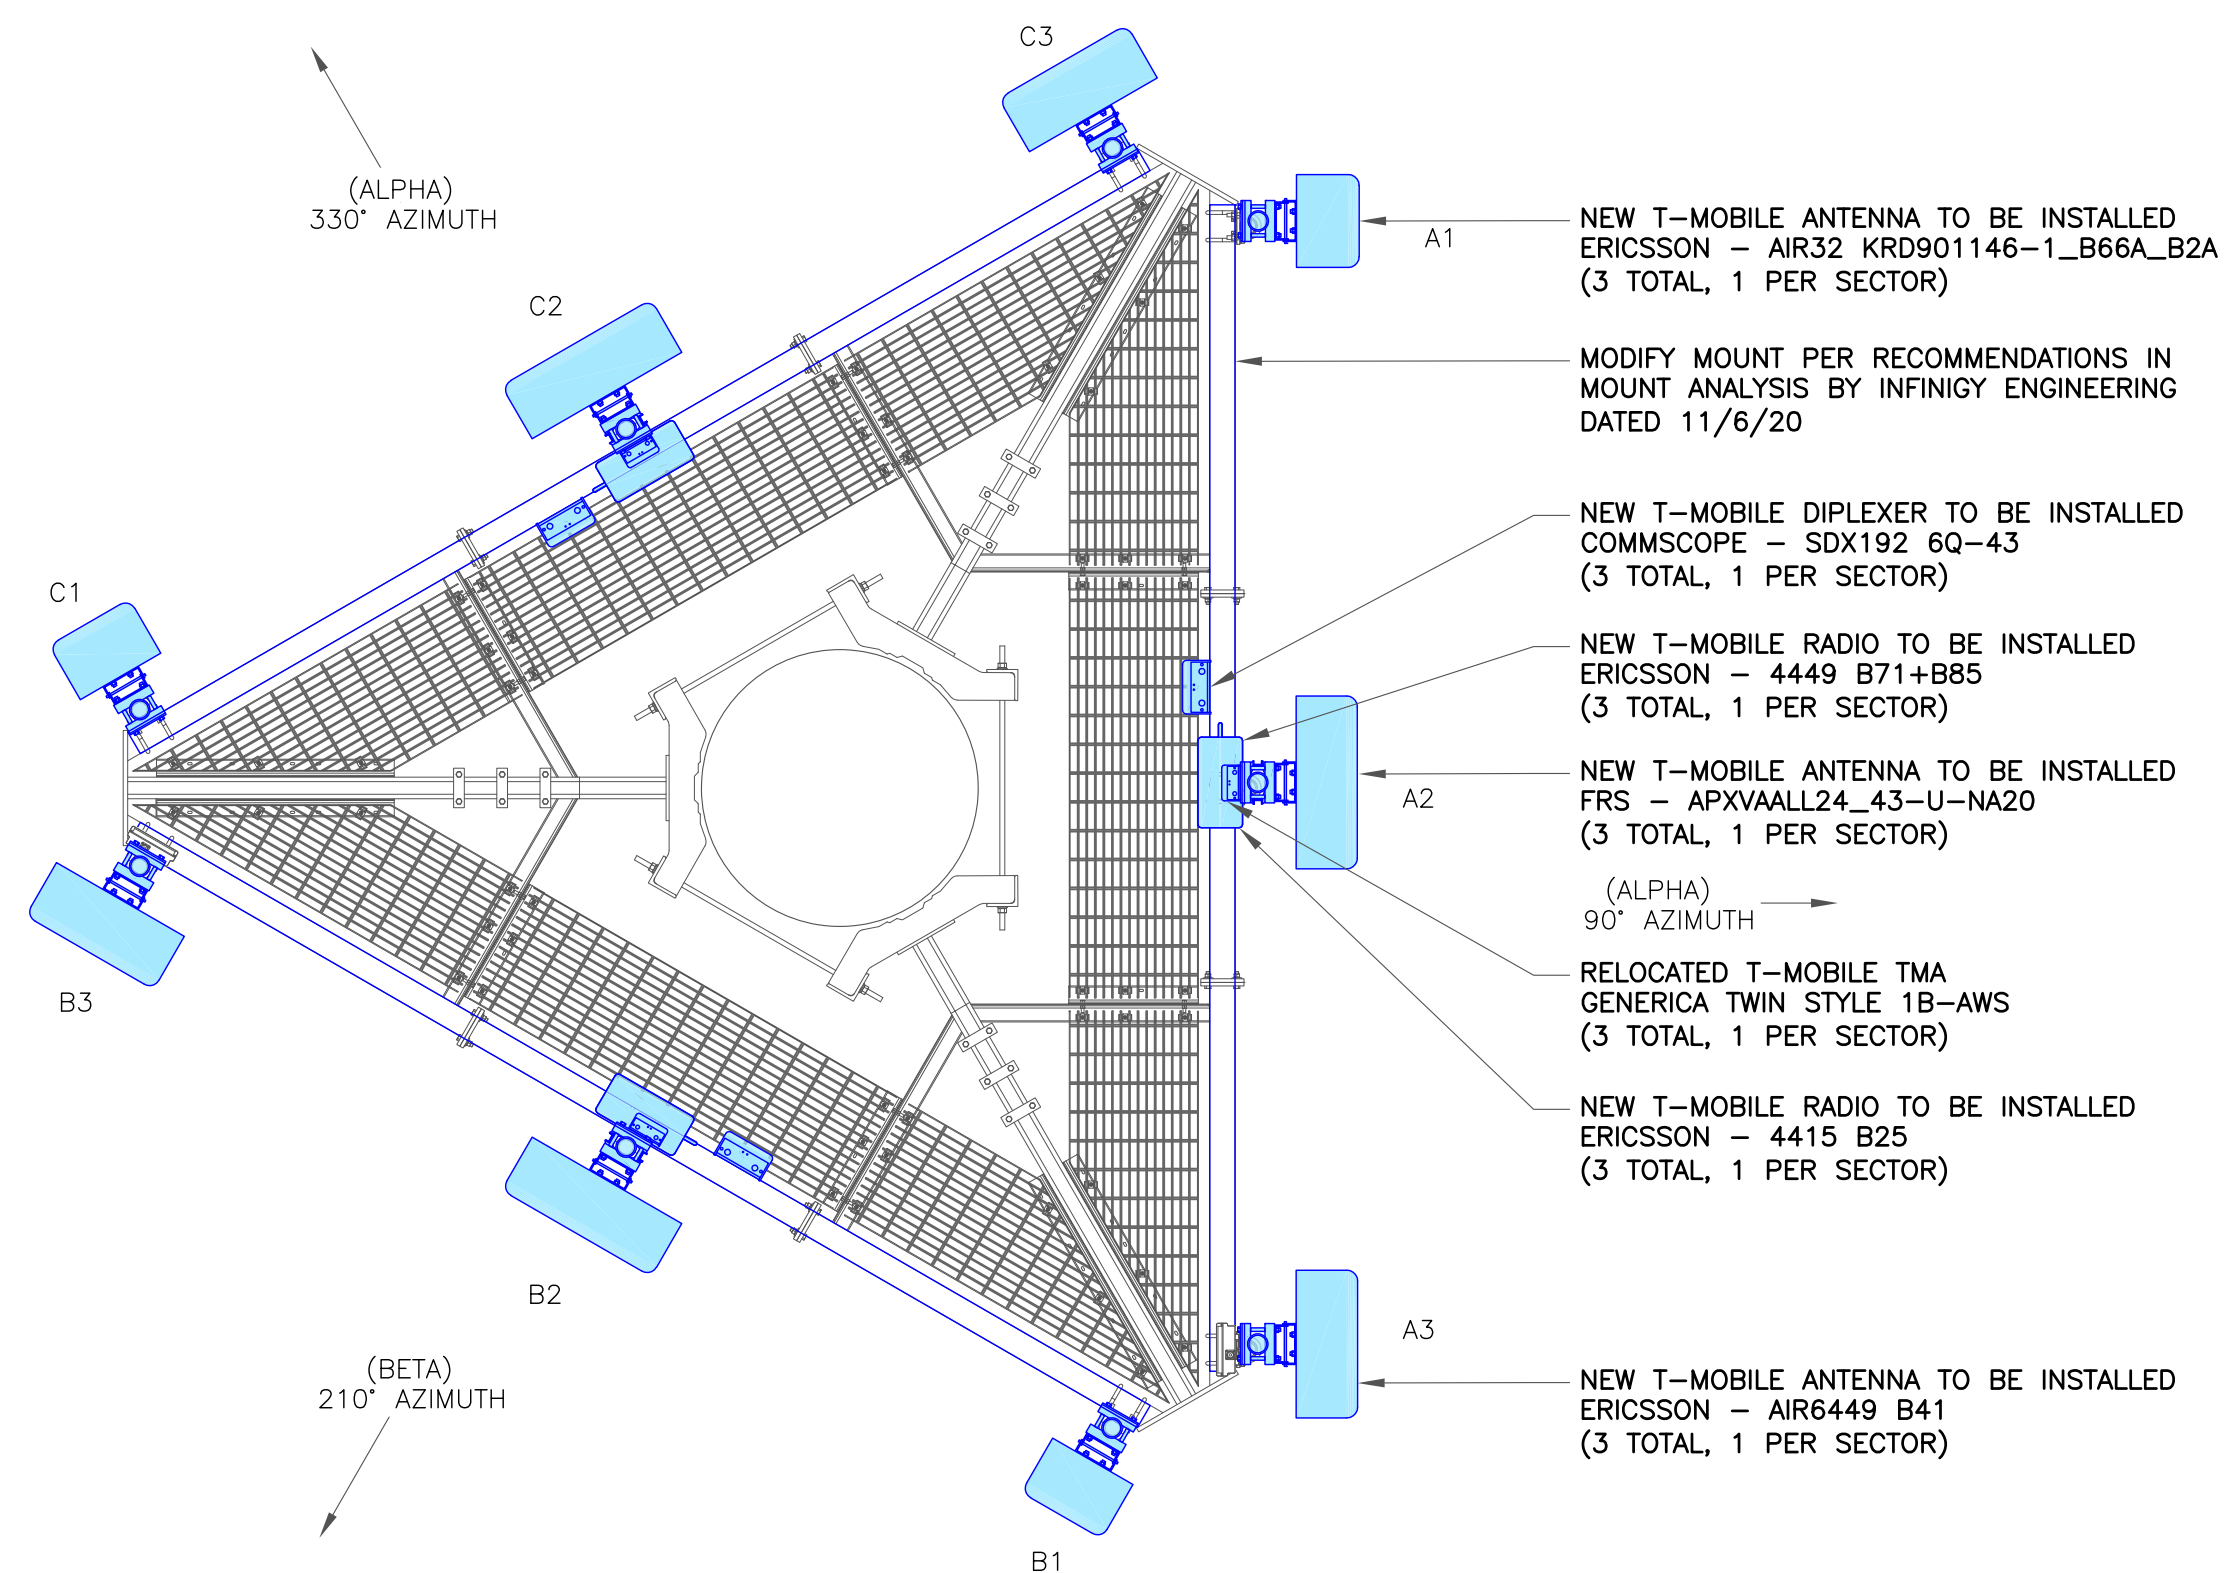 C3
(ALPHA)
330° AZIMUTH
A1
NEW T-MOBILE ANTENNA TO BE INSTALLED
ERICSSON - AIR32 KRD901146-1_B66A_B2A
(3 TOTAL, 1 PER SECTOR)
C2
MODIFY MOUNT PER RECOMMENDATIONS IN
MOUNT ANALYSIS BY INFINIGY ENGINEERING
DATED 11/6/20
NEW T-MOBILE DIPLEXER TO BE INSTALLED
COMMSCOPE - SDX192 6Q-43
(3 TOTAL, 1 PER SECTOR)
C1
NEW T-MOBILE RADIO TO BE INSTALLED
ERICSSON - 4449 B71+B85
(3 TOTAL, 1 PER SECTOR)
A2
NEW T-MOBILE ANTENNA TO BE INSTALLED
FRS - APXVAALL24_43-U-NA20
(3 TOTAL, 1 PER SECTOR)
(ALPHA)
90° AZIMUTH
B3
RELOCATED T-MOBILE TMA
GENERICA TWIN STYLE 1B-AWS
(3 TOTAL, 1 PER SECTOR)
NEW T-MOBILE RADIO TO BE INSTALLED
ERICSSON - 4415 B25
(3 TOTAL, 1 PER SECTOR)
B2
A3
(BETA)
210° AZIMUTH
NEW T-MOBILE ANTENNA TO BE INSTALLED
ERICSSON - AIR6449 B41
(3 TOTAL, 1 PER SECTOR)
B1